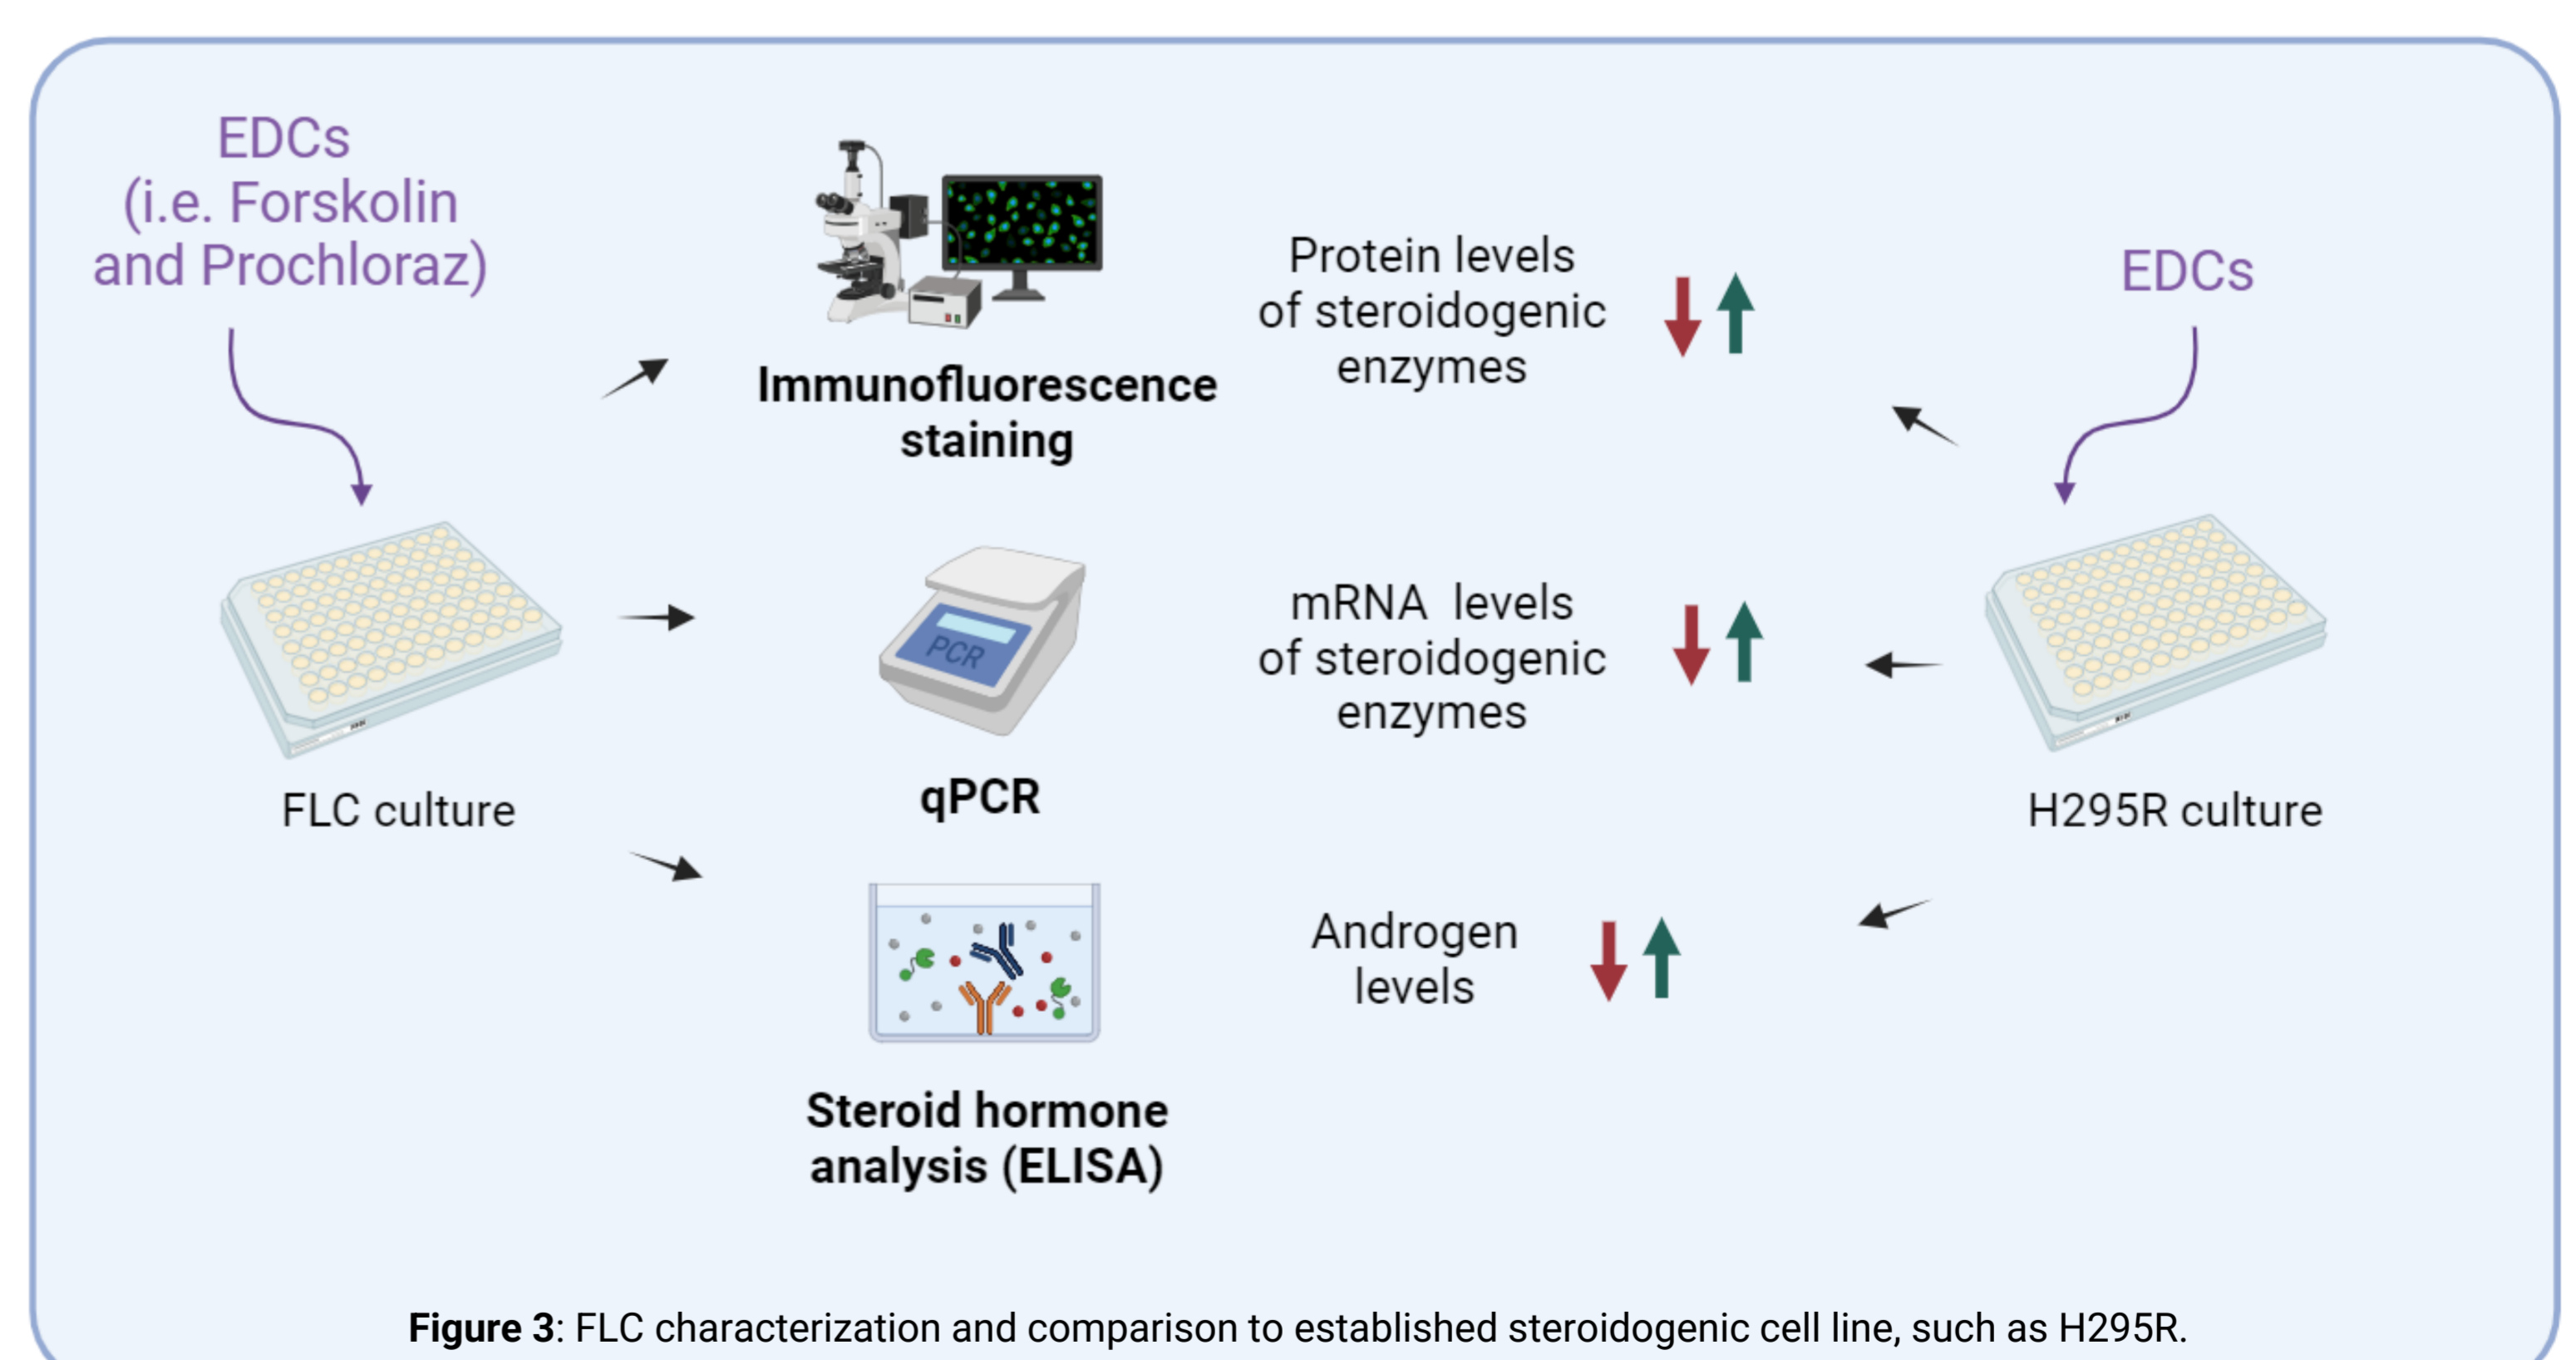 EDCs
(i.e. Forskolin
and Prochloraz)
FLC culture
Immunofluorescence
staining
PCR
qPCR
Steroid hormone
analysis (ELISA)
Protein levels
of steroidogenic
enzymes
mRNA levels
of steroidogenic
enzymes
Androgen
levels
EDCs
H295R culture
Figure 3: FLC characterization and comparison to established steroidogenic cell line, such as H295R.